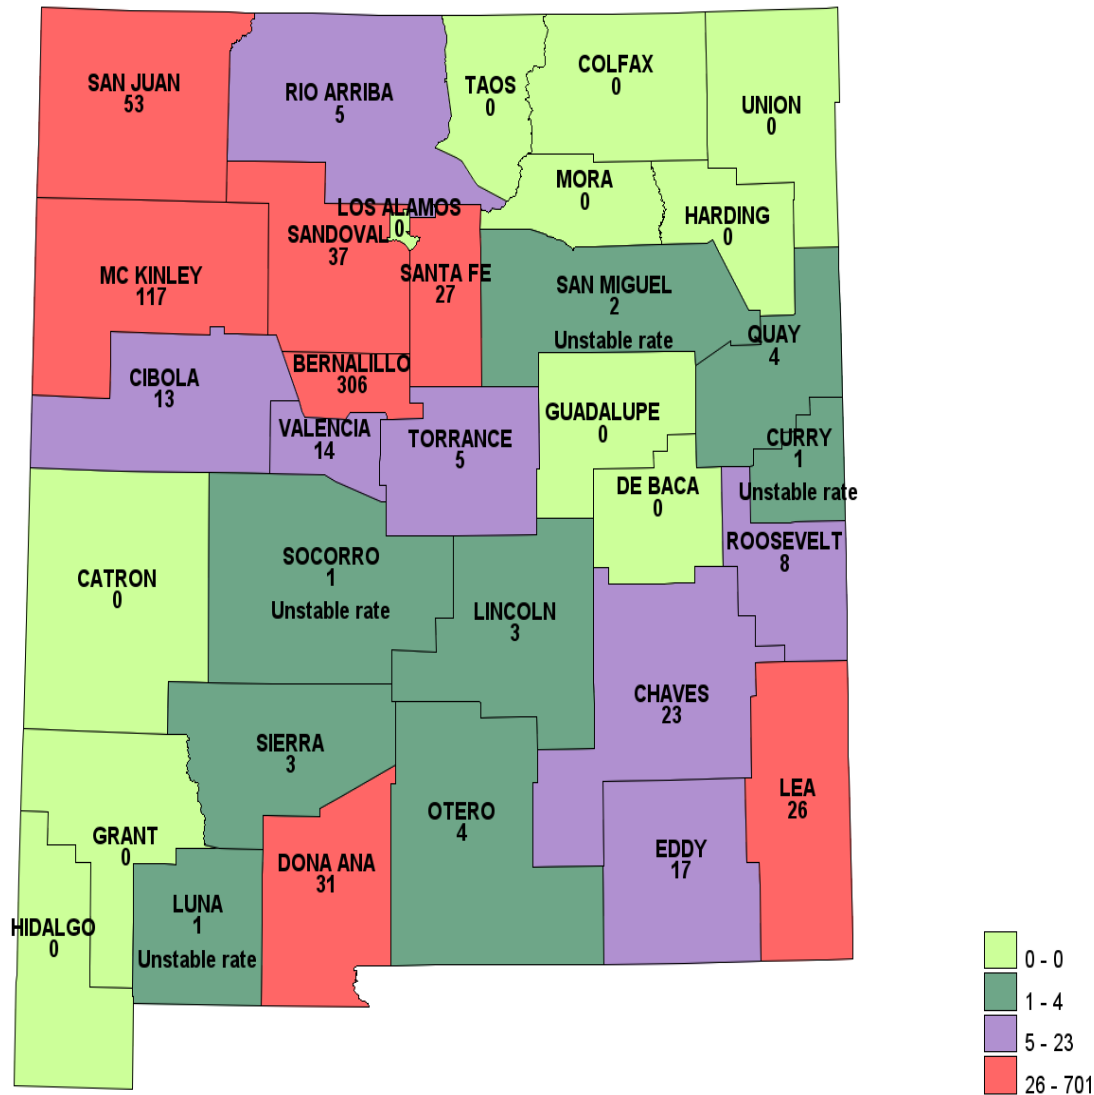 SAN JUAN
53
RIO ARRIBA
5
TAOS
0
COLFAX
0
UNION
0
MORA
0
HARDING
0
LOS ALAMOS
0
SANDOVAL
37
SANTA FE
27
MC KINLEY
117
SAN MIGUEL
2
Unstable rate
QUAY
4
BERNALILLO
306
CIBOLA
13
VALENCIA
14
TORRANCE
5
GUADALUPE
0
CURRY
1
Unstable rate
DE BACA
0
ROOSEVELT
8
CATRON
0
SOCORRO
1
Unstable rate
LINCOLN
3
CHAVES
23
SIERRA
3
LEA
26
OTERO
4
GRANT
0
DONA ANA
31
EDDY
17
LUNA
1
Unstable rate
HIDALGO
0
0 - 0
1 - 4
5 - 23
26 - 701